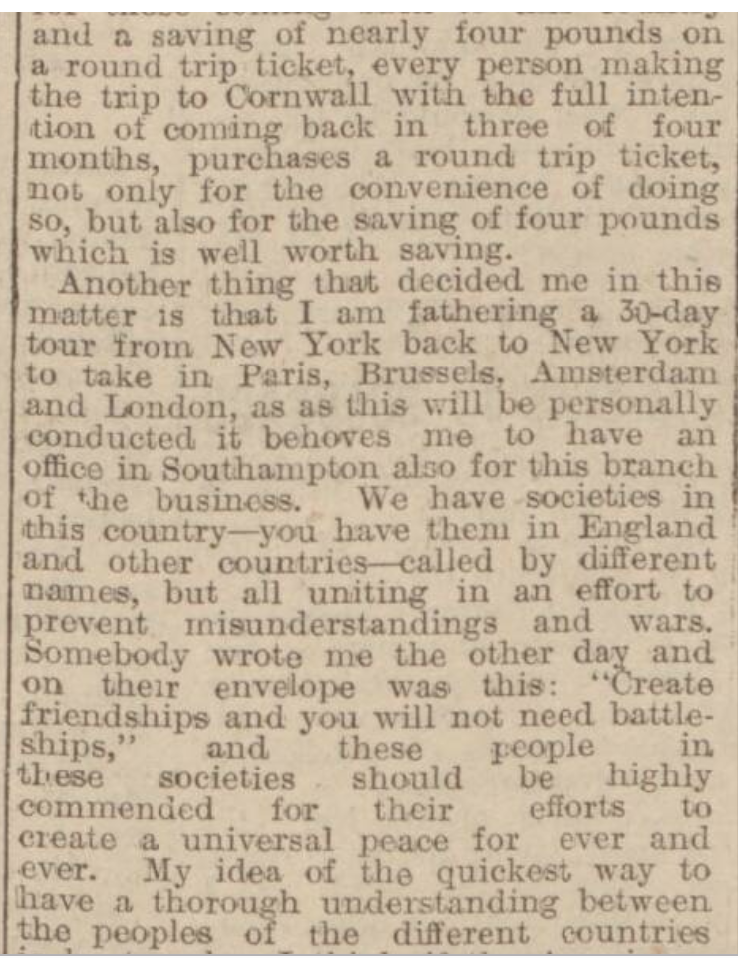 and a saving of nearly four pounds on
a round trip ticket, every person making
the trip to Cornwall with the full inten-
tion of coming back in three of four
months, purchases a round trip ticket,
not only for the convenience of doing
so, but also for the saving of four pounds
which is well worth saving.
Another thing that decided me in this
matter is that I am fathering a 30-day
tour from New York back to New York
to take in Paris, Brussels, Amsterdam
and London, as as this will be personally
conducted it behoves me to have an
office in Southampton also for this branch
of the business. We have societies in
this country—you have them in England
and other countries—called by different
names, but all uniting in an effort to
prevent misunderstandings and wars.
Somebody wrote me the other day and
on their envelope was this: "Create
friendships and you will not need battle-
ships," and these people in
these societies should be highly
commended for their efforts to
create a universal peace for ever and
ever. My idea of the quickest way to
have a thorough understanding between
the peoples of the different countries